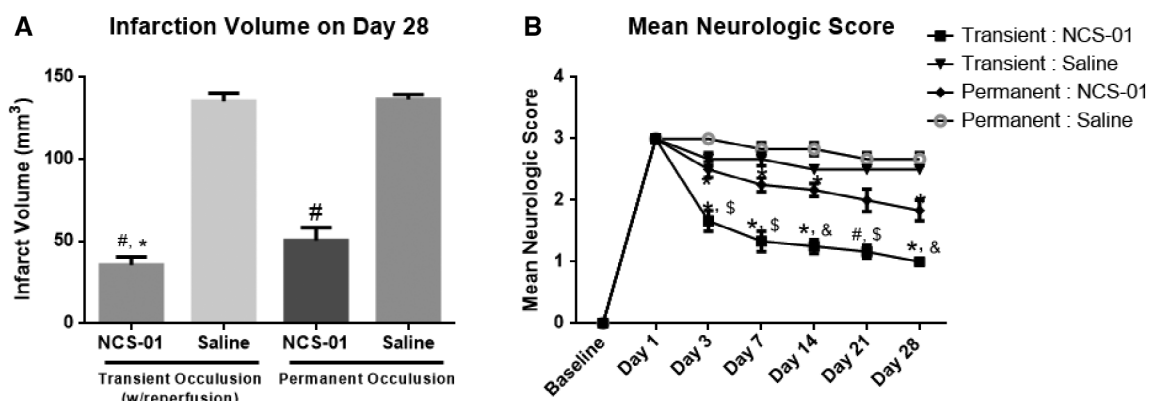 A Infarction Volume on Day 28
Infarct Volume (mm³)
150
100
50
0
#, *
#
NCS-01 Saline NCS-01 Saline
Transient Occulusion Permanent Occulusion
(w/reperfusion)
B Mean Neurologic Score
Transient : NCS-01
Transient : Saline
Permanent : NCS-01
Permanent : Saline
Mean Neurologic Score
4
3
2
1
0
* * * *
*, $ *, $ *, & #, $ *, &
Baseline Day 1 Day 3 Day 7 Day 14 Day 21 Day 28